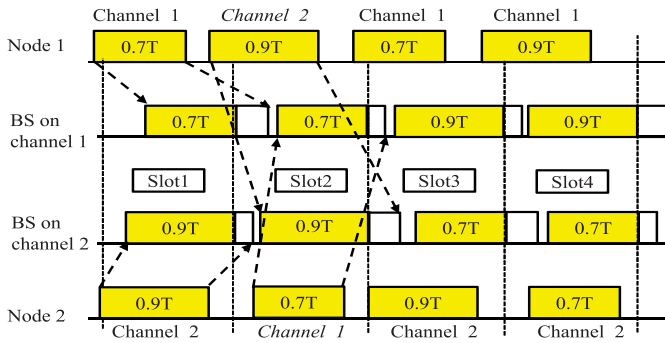 Channel 1 Channel 2 Channel 1 Channel 1
Node 1 0.7T 0.9T 0.7T 0.9T
BS on channel 1 0.7T 0.7T 0.9T 0.9T
Slot1 Slot2 Slot3 Slot4
BS on channel 2 0.9T 0.9T 0.7T 0.7T
Node 2 0.9T 0.7T 0.9T 0.7T
Channel 2 Channel 1 Channel 2 Channel 2